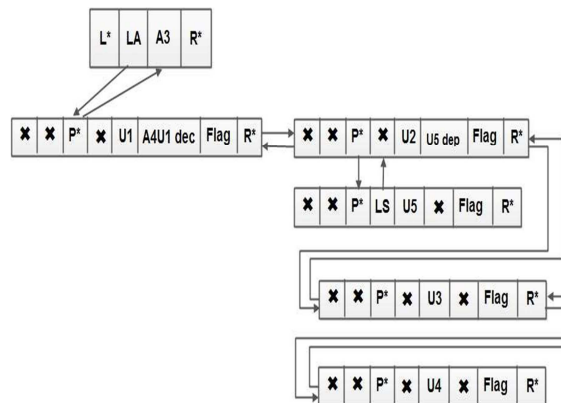 L* LA A3 R*
✖ ✖ P* ✖ U1 A4U1 dec Flag R*
✖ ✖ P* ✖ U2 U5 dep Flag R*
✖ ✖ P* LS U5 ✖ Flag R*
✖ ✖ P* ✖ U3 ✖ Flag R*
✖ ✖ P* ✖ U4 ✖ Flag R*